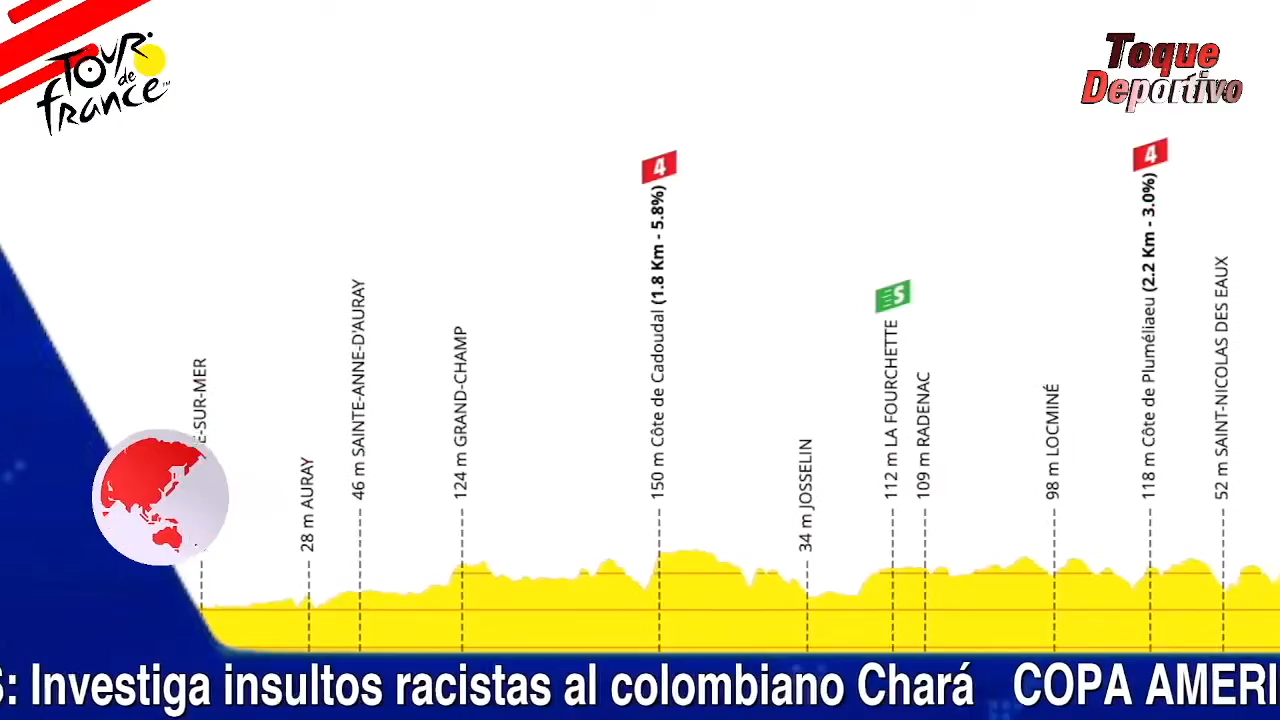 TOUR
de
france
Toque
Deportivo
E-SUR-MER
28 m AURAY
46 m SAINTE-ANNE-D'AURAY
124 m GRAND-CHAMP
4
150 m Côte de Cadoudal (1.8 Km - 5.8%)
34 m JOSSELIN
S
112 m LA FOURCHETTE
109 m RADENAC
98 m LOCMINÉ
4
118 m Côte de Pluméliaeu (2.2 Km - 3.0%)
52 m SAINT-NICOLAS DES EAUX
S: Investiga insultos racistas al colombiano Chará COPA AMERI